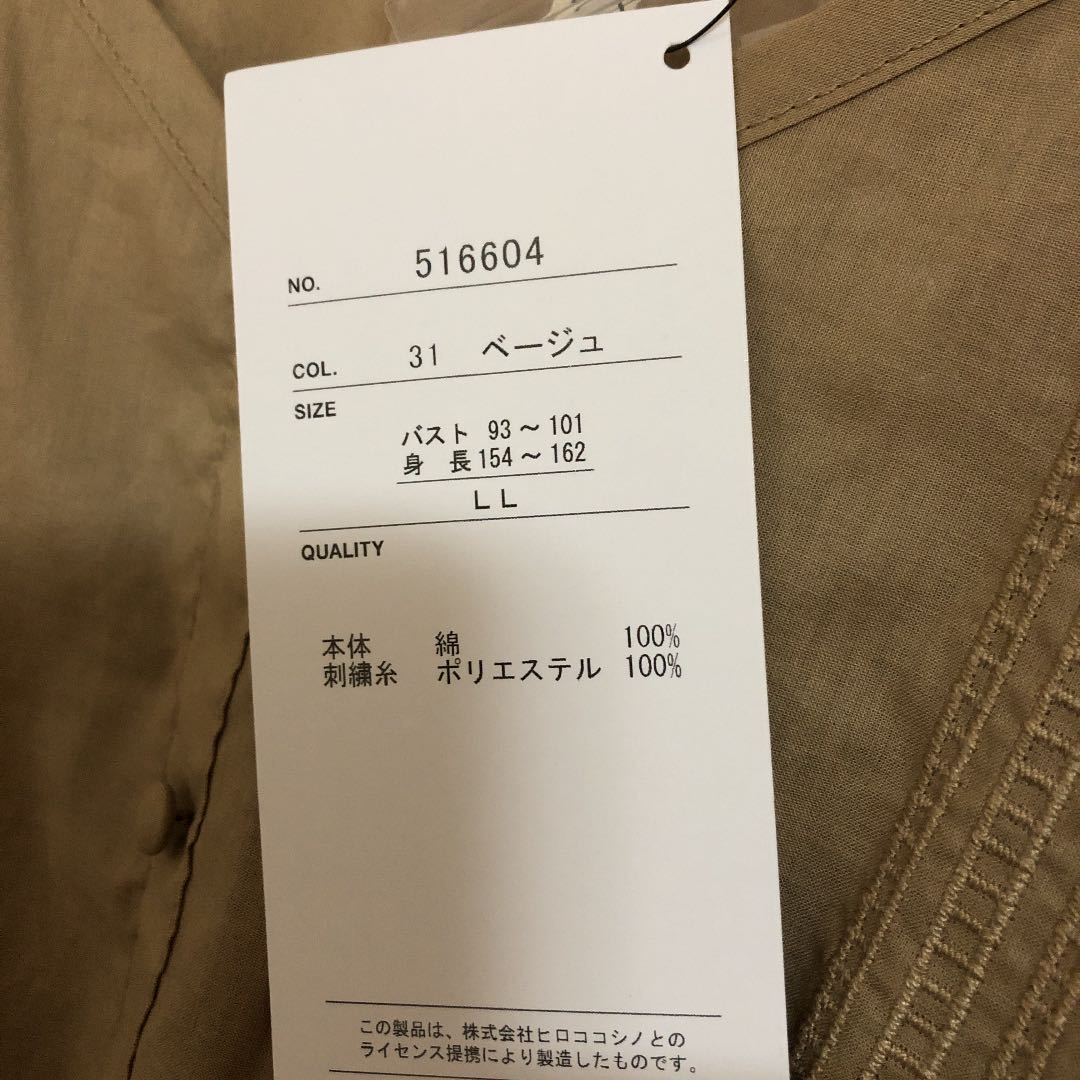 NO. 516604
COL. 31 ベージュ
SIZE
バスト 93～101
身 長 154～162
LL
QUALITY
本体 綿 100%
刺繍糸 ポリエステル 100%
この製品は、株式会社ヒロココシノとの
ライセンス提携により製造したものです。